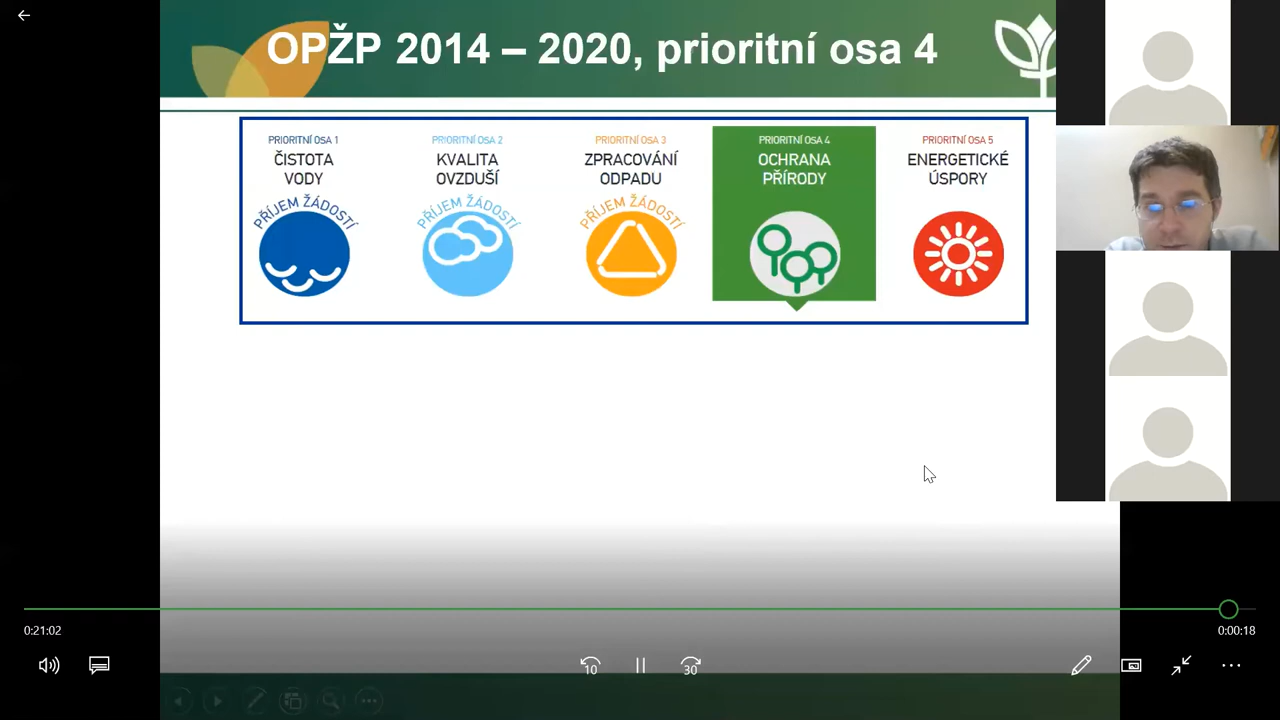 OPŽP 2014 – 2020, prioritní osa 4
PRIORITNÍ OSA 1
ČISTOTA
VODY
PŘÍJEM ŽÁDOSTÍ
PRIORITNÍ OSA 2
KVALITA
OVZDUŠÍ
PŘÍJEM ŽÁDOSTÍ
PRIORITNÍ OSA 3
ZPRACOVÁNÍ
ODPADU
PŘÍJEM ŽÁDOSTÍ
PRIORITNÍ OSA 4
OCHRANA
PŘÍRODY
PRIORITNÍ OSA 5
ENERGETICKÉ
ÚSPORY
0:21:02
0:00:18
10
30